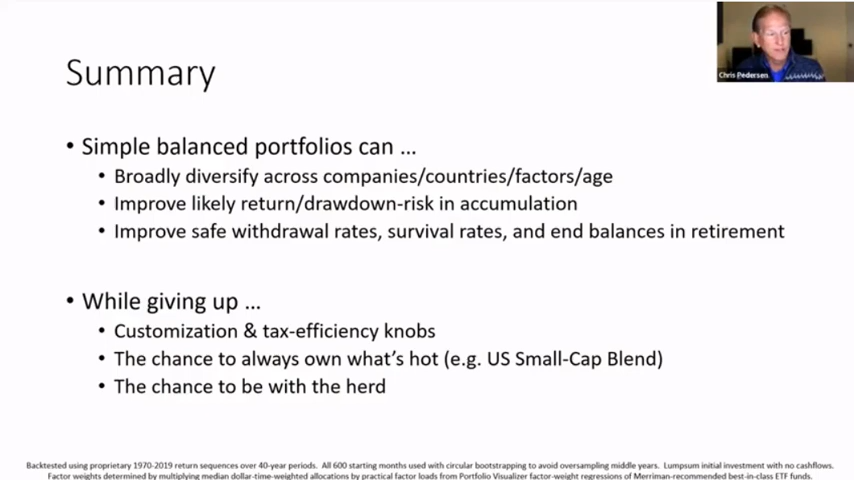 Summary
Chris Pedersen
• Simple balanced portfolios can …
• Broadly diversify across companies/countries/factors/age
• Improve likely return/drawdown-risk in accumulation
• Improve safe withdrawal rates, survival rates, and end balances in retirement
• While giving up …
• Customization & tax-efficiency knobs
• The chance to always own what's hot (e.g. US Small-Cap Blend)
• The chance to be with the herd
Backtested using proprietary 1970-2019 return sequences over 40-year periods. All 600 starting months used with circular bootstrapping to avoid oversampling middle years. Lumpsum initial investment with no cashflows.
Factor weights determined by multiplying median dollar-time-weighted allocations by practical factor loads from Portfolio Visualizer factor-weight regressions of Merriman-recommended best-in-class ETF funds.